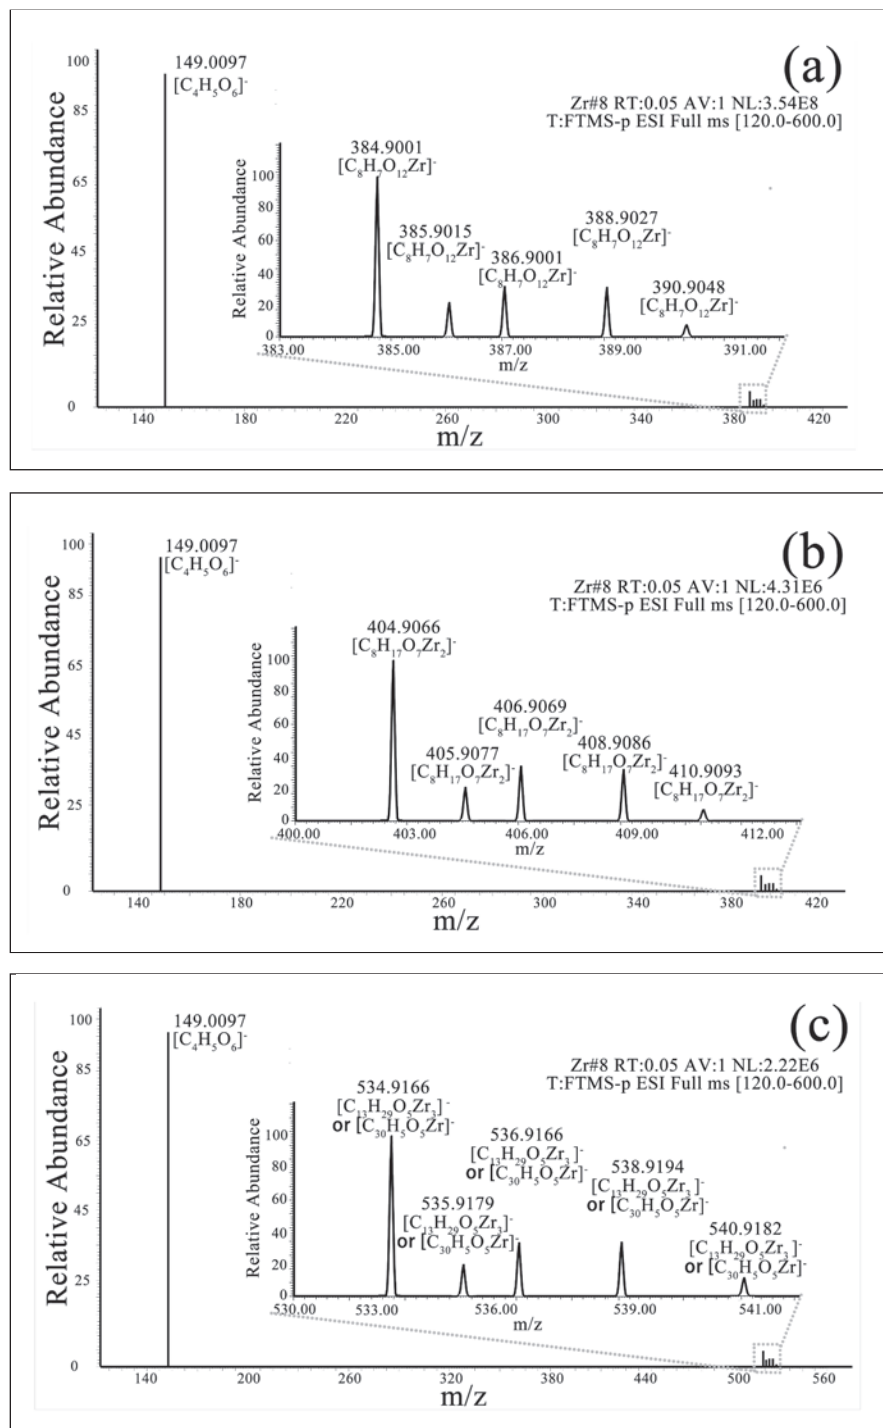 (a)
Zr#8 RT:0.05 AV:1 NL:3.54E8
T:FTMS-p ESI Full ms [120.0-600.0]
149.0097
[C4H5O6]-
Relative Abundance
100
85
65
45
25
0
140
180
220
260
300
340
380
420
m/z
Relative Abundance
100
80
60
40
20
0
384.9001
[C8H7O12Zr]-
385.9015
[C8H7O12Zr]-
386.9001
[C8H7O12Zr]-
388.9027
[C8H7O12Zr]-
390.9048
[C8H7O12Zr]-
383.00
385.00
387.00
389.00
391.00
m/z
(b)
Zr#8 RT:0.05 AV:1 NL:4.31E6
T:FTMS-p ESI Full ms [120.0-600.0]
149.0097
[C4H5O6]-
Relative Abundance
100
85
65
45
25
0
140
180
220
260
300
340
380
420
m/z
Relative Abundance
100
80
60
40
20
0
404.9066
[C8H17O7Zr2]-
405.9077
[C8H17O7Zr2]-
406.9069
[C8H17O7Zr2]-
408.9086
[C8H17O7Zr2]-
410.9093
[C8H17O7Zr2]-
400.00
403.00
406.00
409.00
412.00
m/z
(c)
Zr#8 RT:0.05 AV:1 NL:2.22E6
T:FTMS-p ESI Full ms [120.0-600.0]
149.0097
[C4H5O6]-
Relative Abundance
100
85
65
45
25
0
140
200
260
320
380
440
500
560
m/z
Relative Abundance
100
80
60
40
20
0
534.9166
[C13H29O5Zr3]-
or [C30H5O5Zr]-
535.9179
[C13H29O5Zr3]-
or [C30H5O5Zr]-
536.9166
[C13H29O5Zr3]-
or [C30H5O5Zr]-
538.9194
[C13H29O5Zr3]-
or [C30H5O5Zr]-
540.9182
[C13H29O5Zr3]-
or [C30H5O5Zr]-
530.00
533.00
536.00
539.00
541.00
m/z